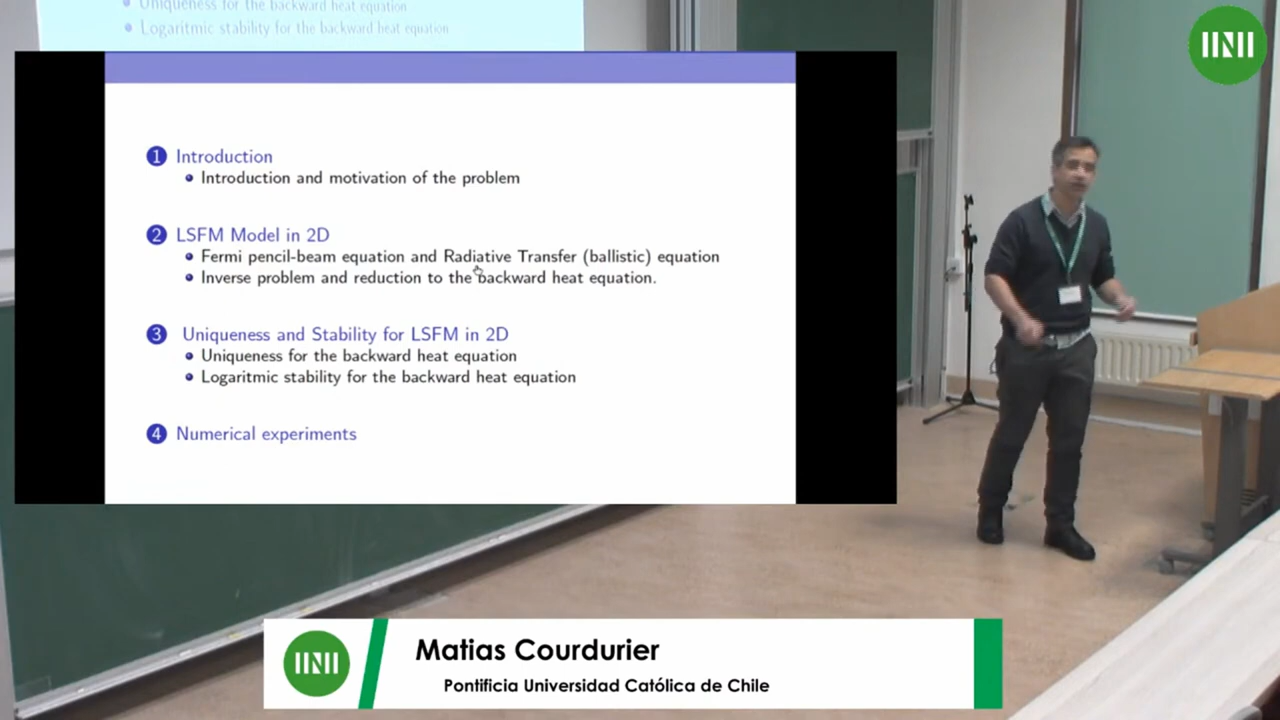 Uniqueness for the backward heat equation
Logaritmic stability for the backward heat equation
1 Introduction
Introduction and motivation of the problem
2 LSFM Model in 2D
Fermi pencil-beam equation and Radiative Transfer (ballistic) equation
Inverse problem and reduction to the backward heat equation.
3 Uniqueness and Stability for LSFM in 2D
Uniqueness for the backward heat equation
Logaritmic stability for the backward heat equation
4 Numerical experiments
Matias Courdurier
Pontificia Universidad Católica de Chile